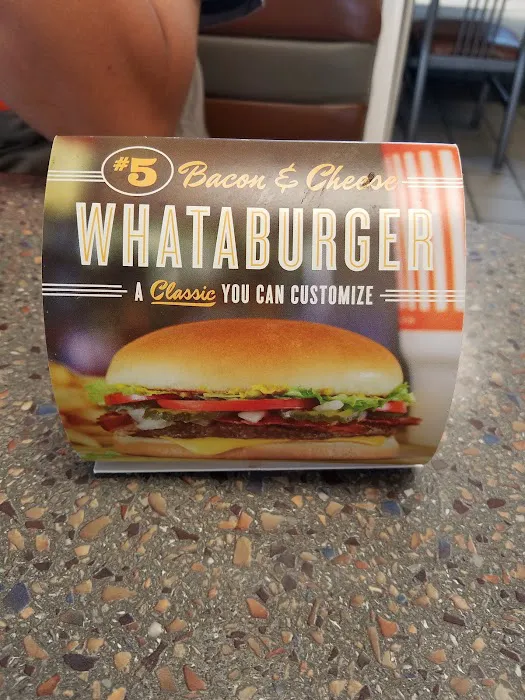 #5 Bacon & Cheese
WHATABURGER
A Classic YOU CAN CUSTOMIZE